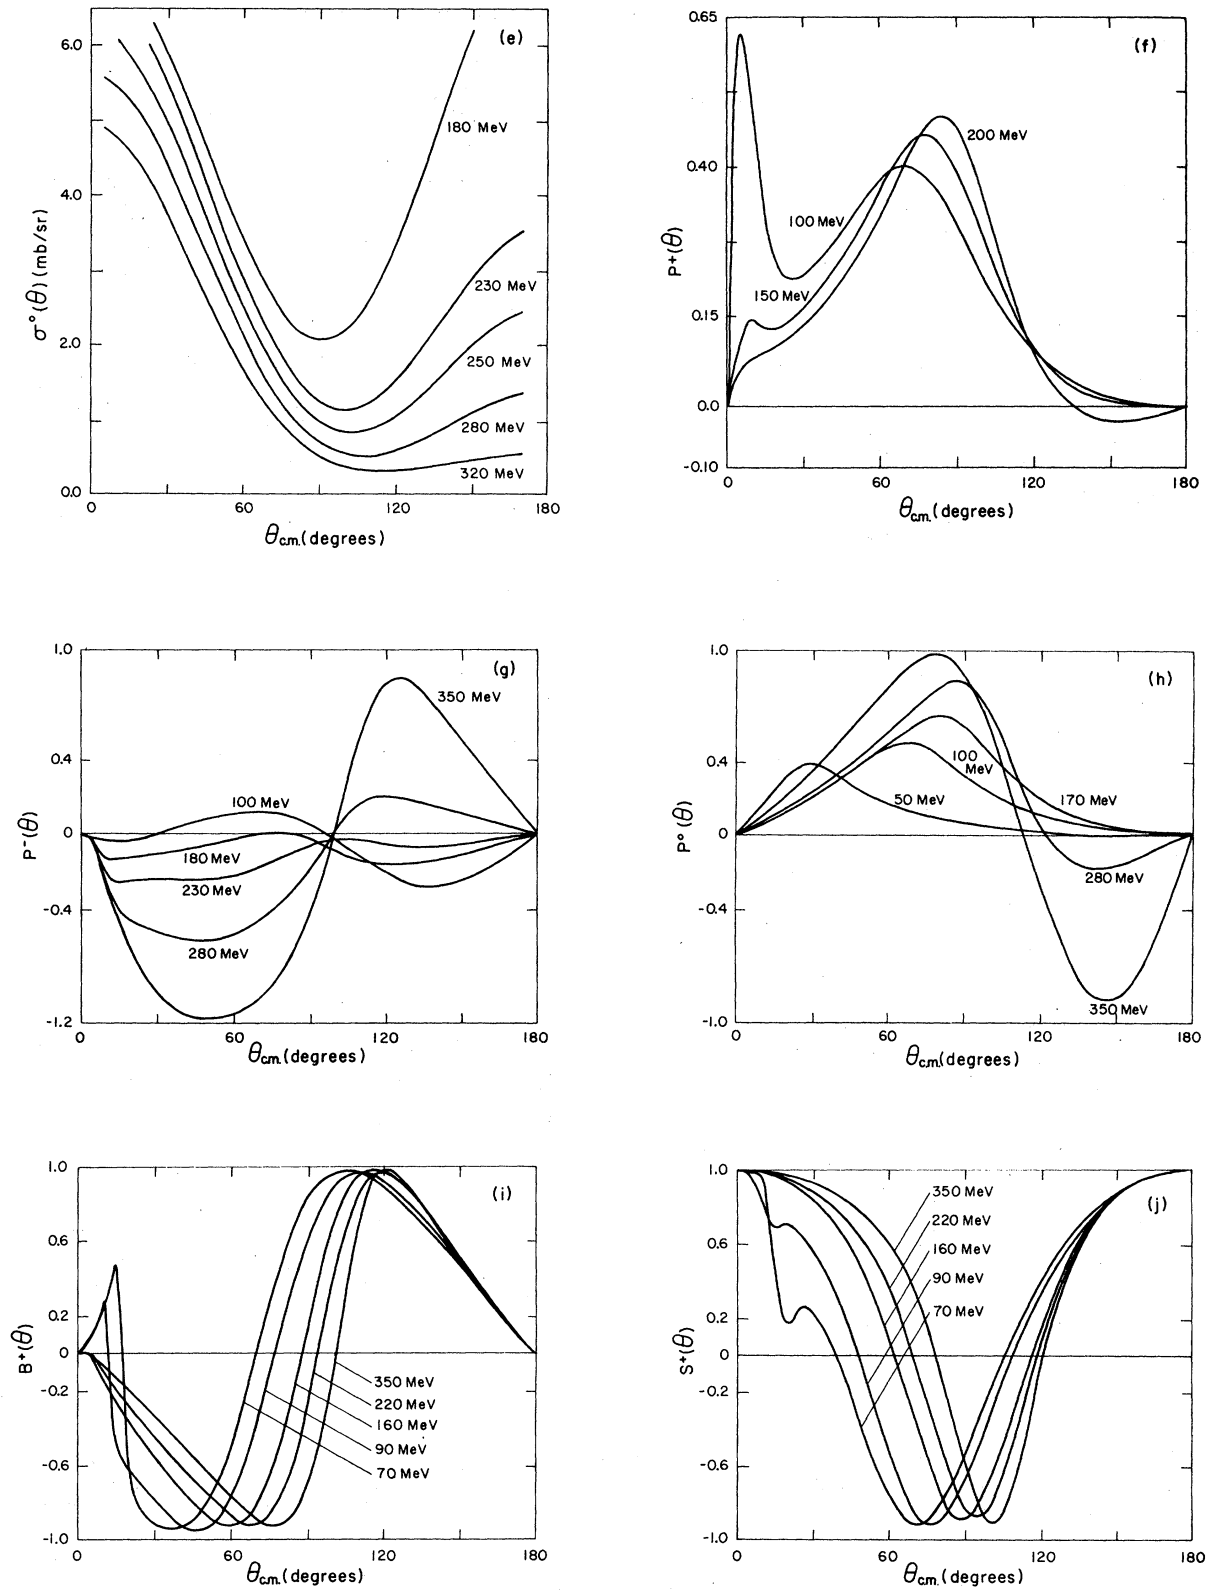 (e)
6.0
4.0
2.0
0.0
σ°(θ)(mb/sr)
180 MeV
230 MeV
250 MeV
280 MeV
320 MeV
0 60 120 180
θc.m.(degrees)
(f)
0.65
0.40
0.15
0.0
-0.10
P+(θ)
200 MeV
100 MeV
150 MeV
0 60 120 180
θc.m.(degrees)
(g)
1.0
0.4
0
-0.4
-1.2
P-(θ)
350 MeV
100 MeV
180 MeV
230 MeV
280 MeV
0 60 120 180
θc.m.(degrees)
(h)
1.0
0.4
0
-0.4
-1.0
P°(θ)
100
MeV
50 MeV
170 MeV
280 MeV
350 MeV
0 60 120 180
θc.m.(degrees)
(i)
1.0
0.6
0.2
0
-0.2
-0.6
-1.0
B+(θ)
350 MeV
220 MeV
160 MeV
90 MeV
70 MeV
0 60 120 180
θc.m.(degrees)
(j)
1.0
0.6
0.2
0
-0.2
-0.6
-1.0
S+(θ)
350 MeV
220 MeV
160 MeV
90 MeV
70 MeV
0 60 120 180
θc.m.(degrees)